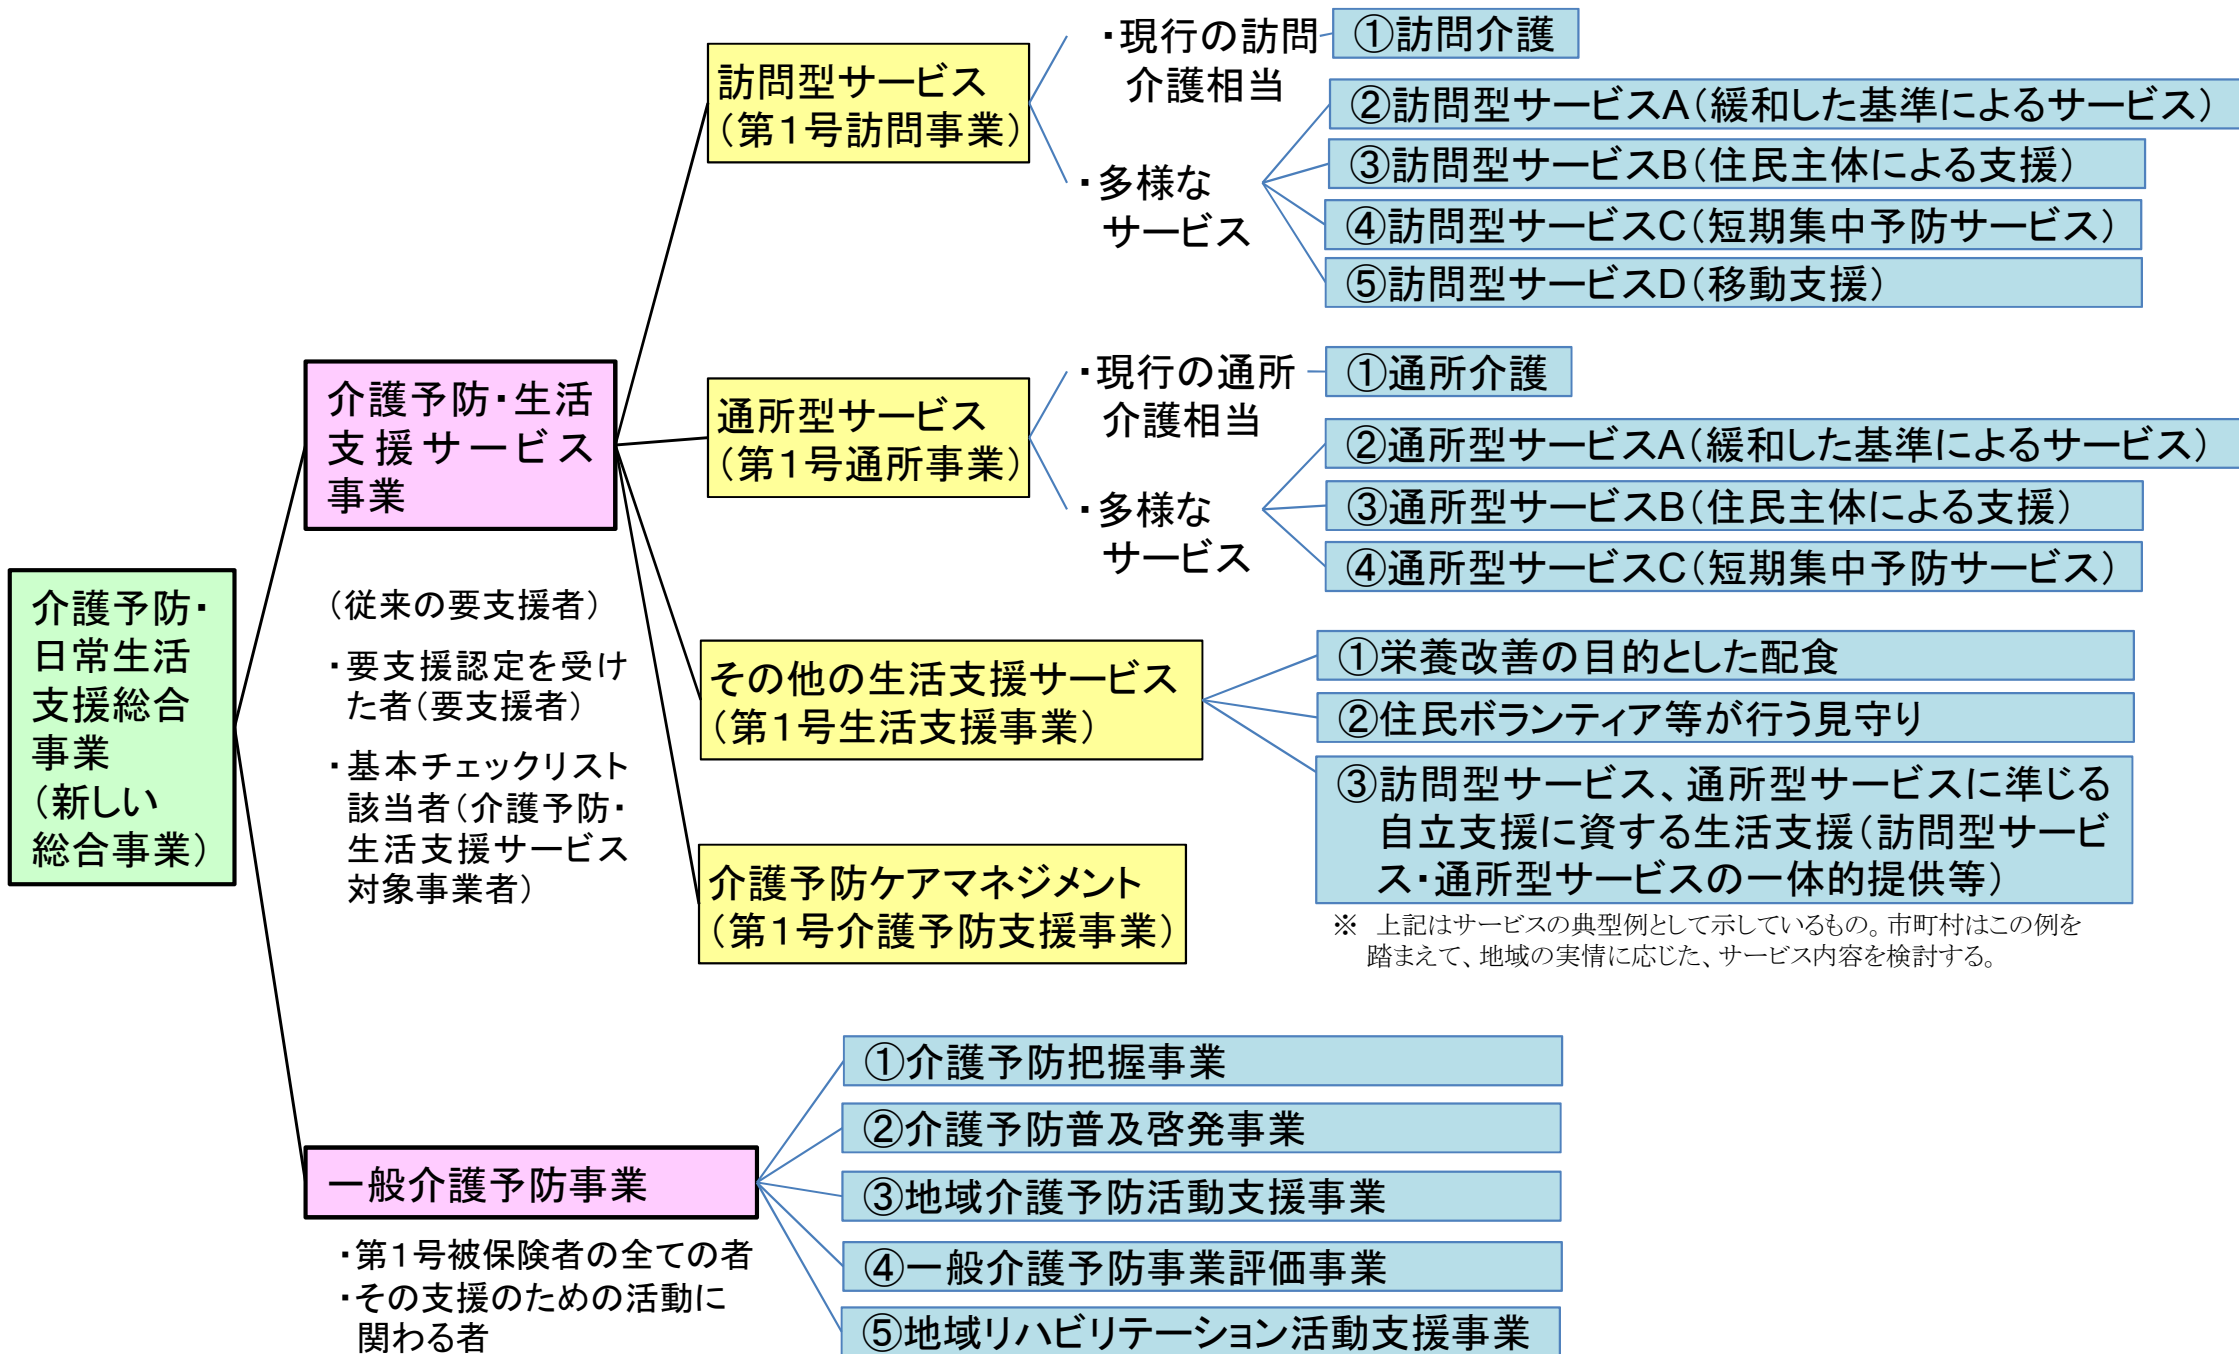 介護予防・
日常生活
支援総合
事業
（新しい
総合事業）
介護予防・生活
支援サービス
事業
（従来の要支援者）
・要支援認定を受け
た者（要支援者）
・基本チェックリスト
該当者（介護予防・
生活支援サービス
対象事業者）
訪問型サービス
（第１号訪問事業）
・現行の訪問
介護相当
①訪問介護
・多様な
サービス
②訪問型サービスA（緩和した基準によるサービス）
③訪問型サービスB（住民主体による支援）
④訪問型サービスC（短期集中予防サービス）
⑤訪問型サービスD（移動支援）
通所型サービス
（第１号通所事業）
・現行の通所
介護相当
①通所介護
・多様な
サービス
②通所型サービスA（緩和した基準によるサービス）
③通所型サービスB（住民主体による支援）
④通所型サービスC（短期集中予防サービス）
その他の生活支援サービス
（第１号生活支援事業）
①栄養改善の目的とした配食
②住民ボランティア等が行う見守り
③訪問型サービス、通所型サービスに準じる
自立支援に資する生活支援（訪問型サービ
ス・通所型サービスの一体的提供等）
介護予防ケアマネジメント
（第１号介護予防支援事業）
※　上記はサービスの典型例として示しているもの。市町村はこの例を
踏まえて、地域の実情に応じた、サービス内容を検討する。
一般介護予防事業
・第１号被保険者の全ての者
・その支援のための活動に
関わる者
①介護予防把握事業
②介護予防普及啓発事業
③地域介護予防活動支援事業
④一般介護予防事業評価事業
⑤地域リハビリテーション活動支援事業